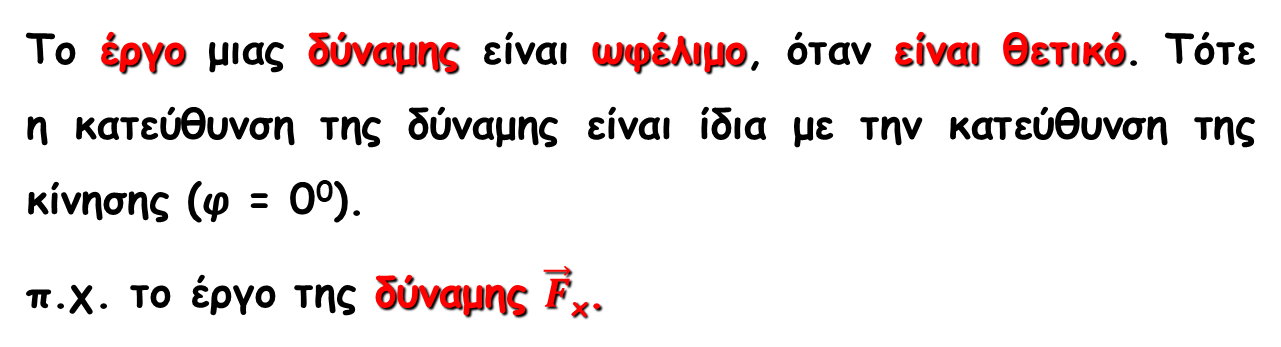 Το έργο μιας δύναμης είναι ωφέλιμο, όταν είναι θετικό. Τότε
η κατεύθυνση της δύναμης είναι ίδια με την κατεύθυνση της
κίνησης (φ = 0⁰).
π.χ. το έργο της δύναμης F⃗ₓ.